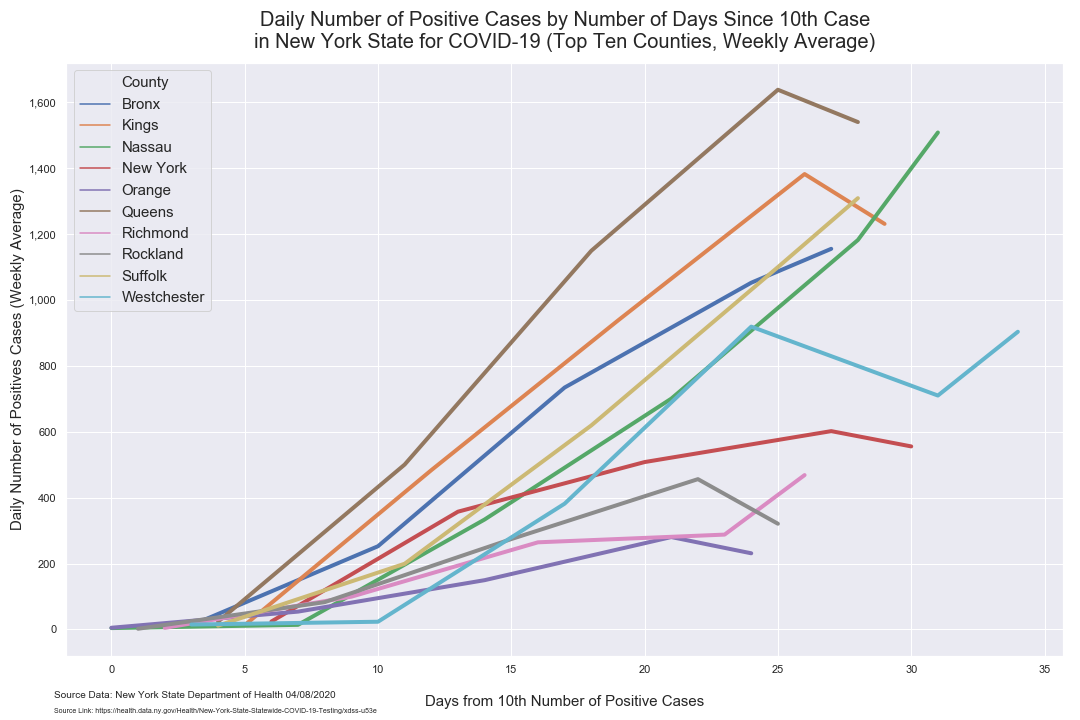 Daily Number of Positive Cases by Number of Days Since 10th Case
in New York State for COVID-19 (Top Ten Counties, Weekly Average)
Daily Number of Positives Cases (Weekly Average)
1,600
1,400
1,200
1,000
800
600
400
200
0
County
Bronx
Kings
Nassau
New York
Orange
Queens
Richmond
Rockland
Suffolk
Westchester
0 5 10 15 20 25 30 35
Days from 10th Number of Positive Cases
Source Data: New York State Department of Health 04/08/2020
Source Link: https://health.data.ny.gov/Health/New-York-State-Statewide-COVID-19-Testing/xdss-u53e